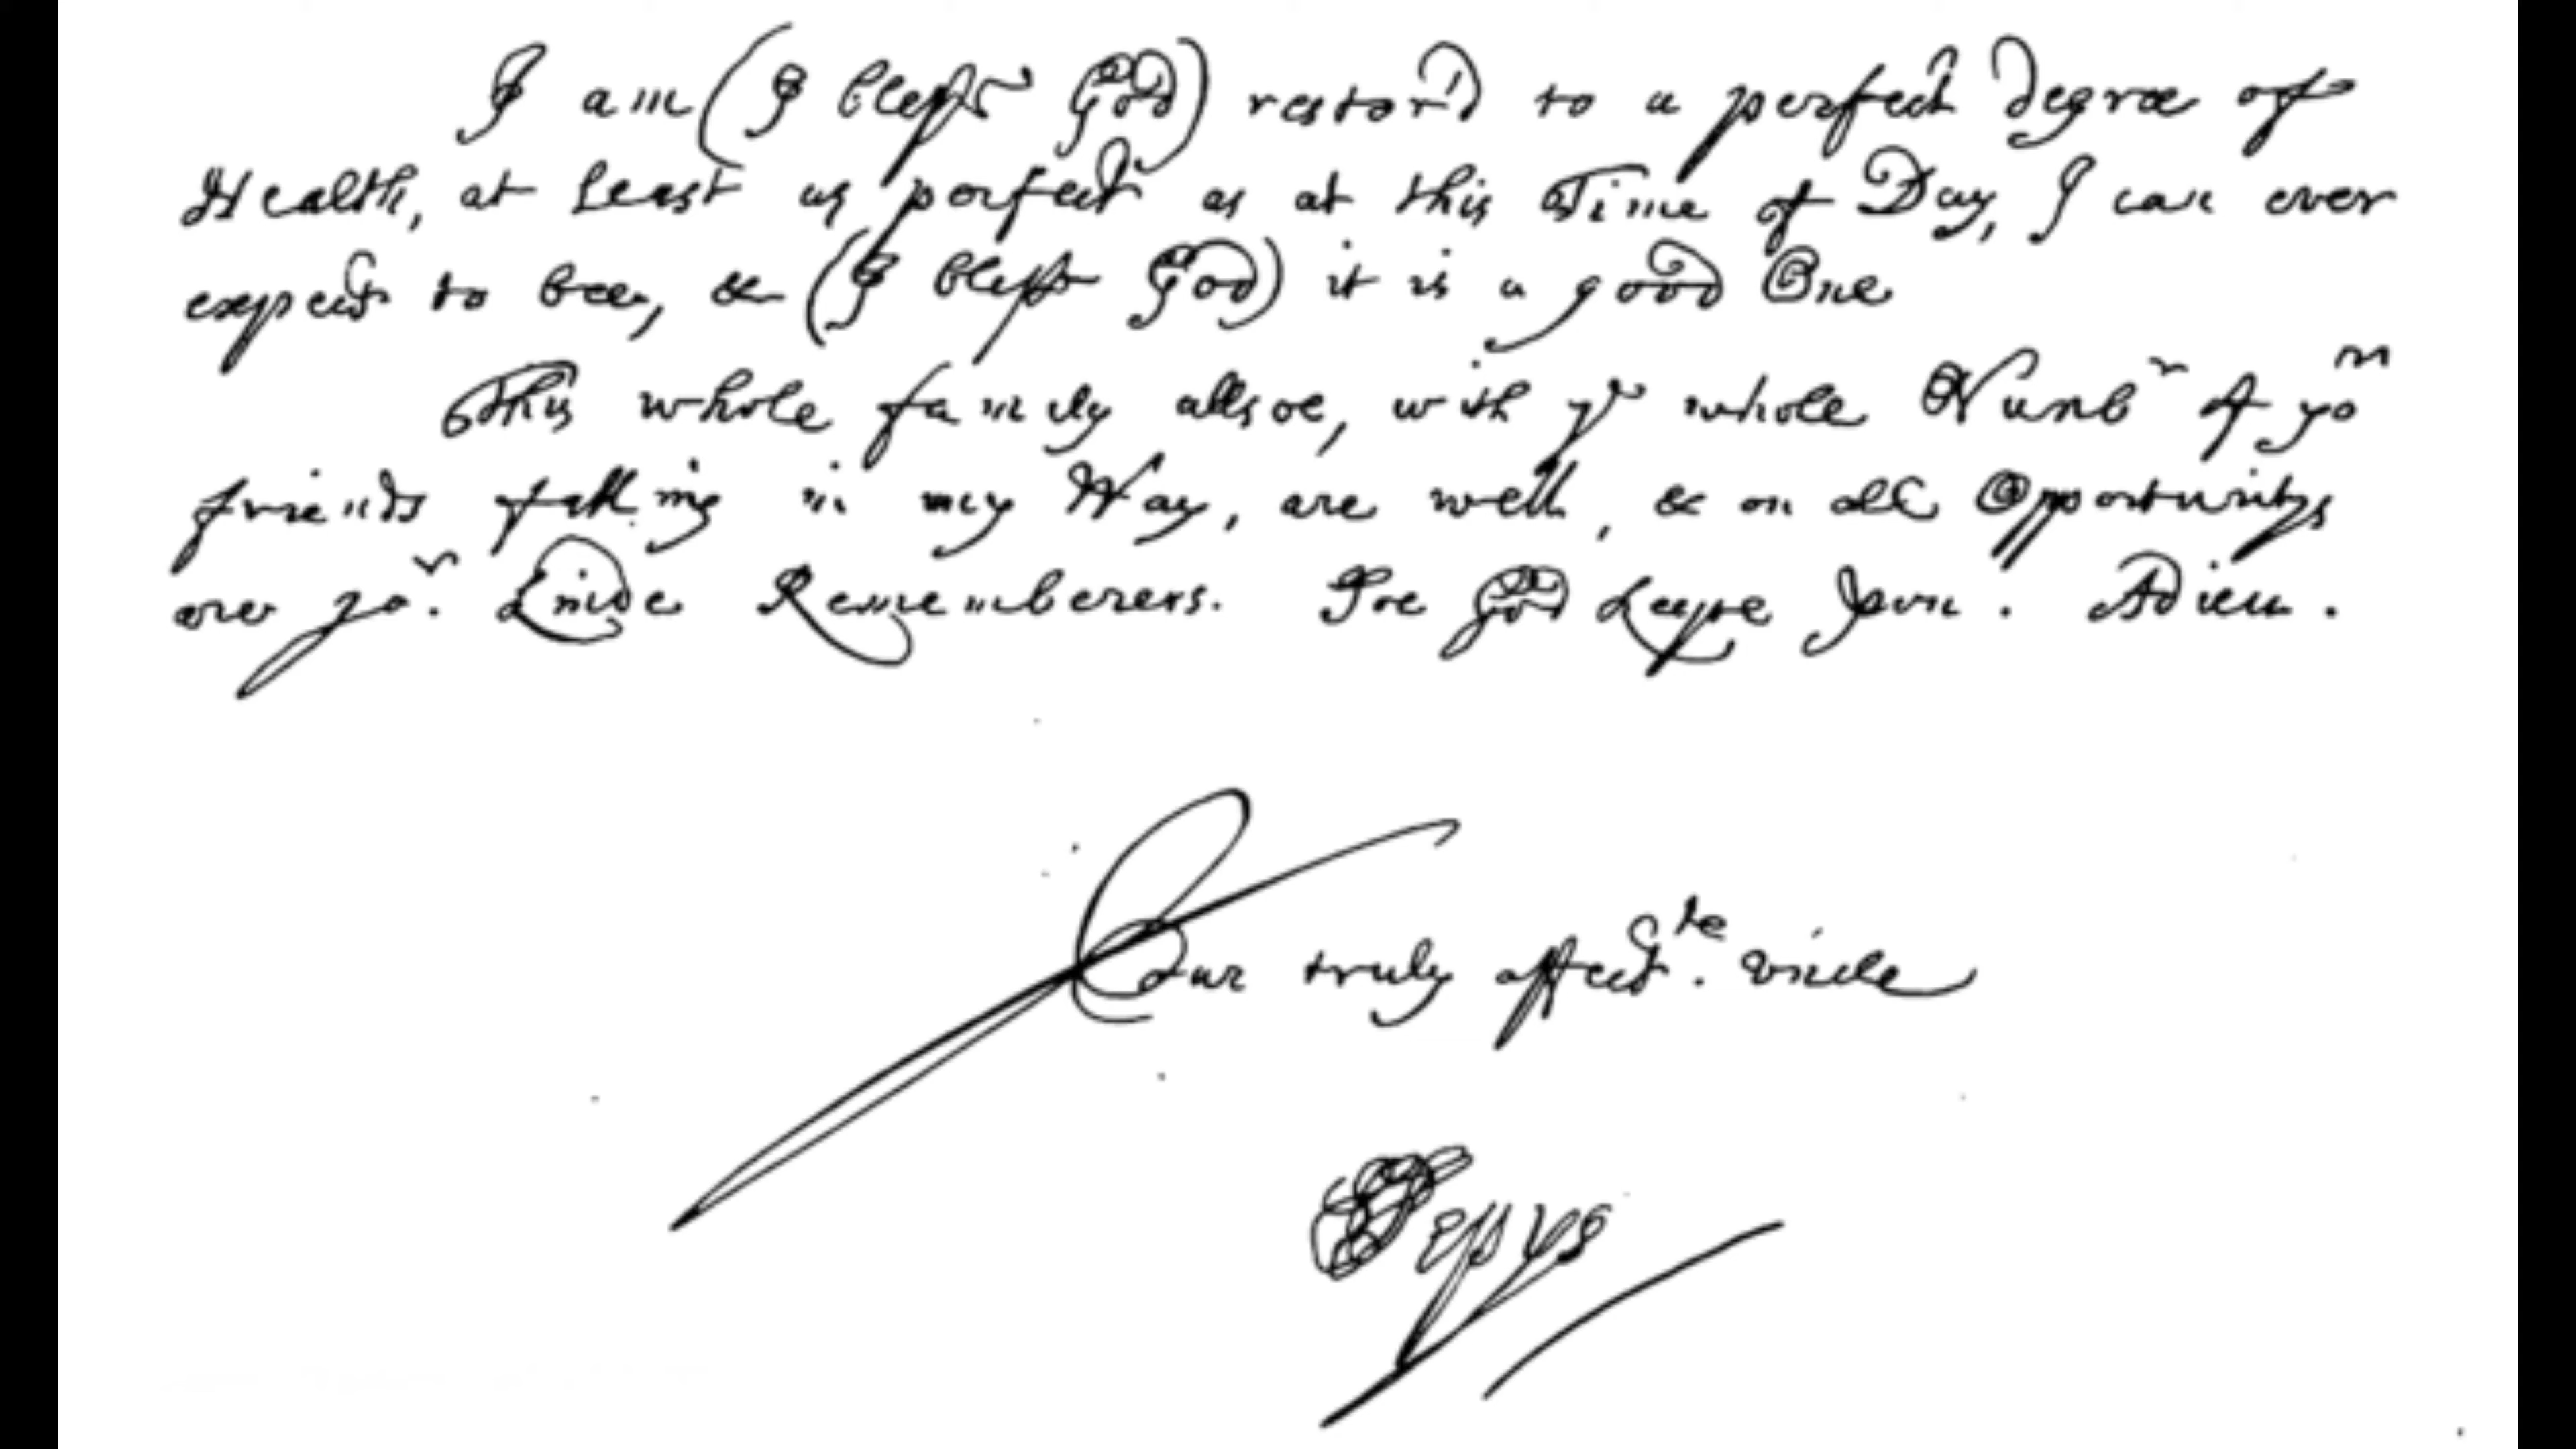 I am (I bless God) restor'd to a perfect degree of
Health, at least as perfect as at this Time of Day, I can ever
expect to bee, & (I bless God) it is a good One
This whole family allsoe, with yr whole Numbr of yor
friends falling in my Way, are well, & on all Opportunitys
are yor. kinde Rememberers. Soe God keepe you. Adieu.
Your truly affectte. Uncle
SPepys